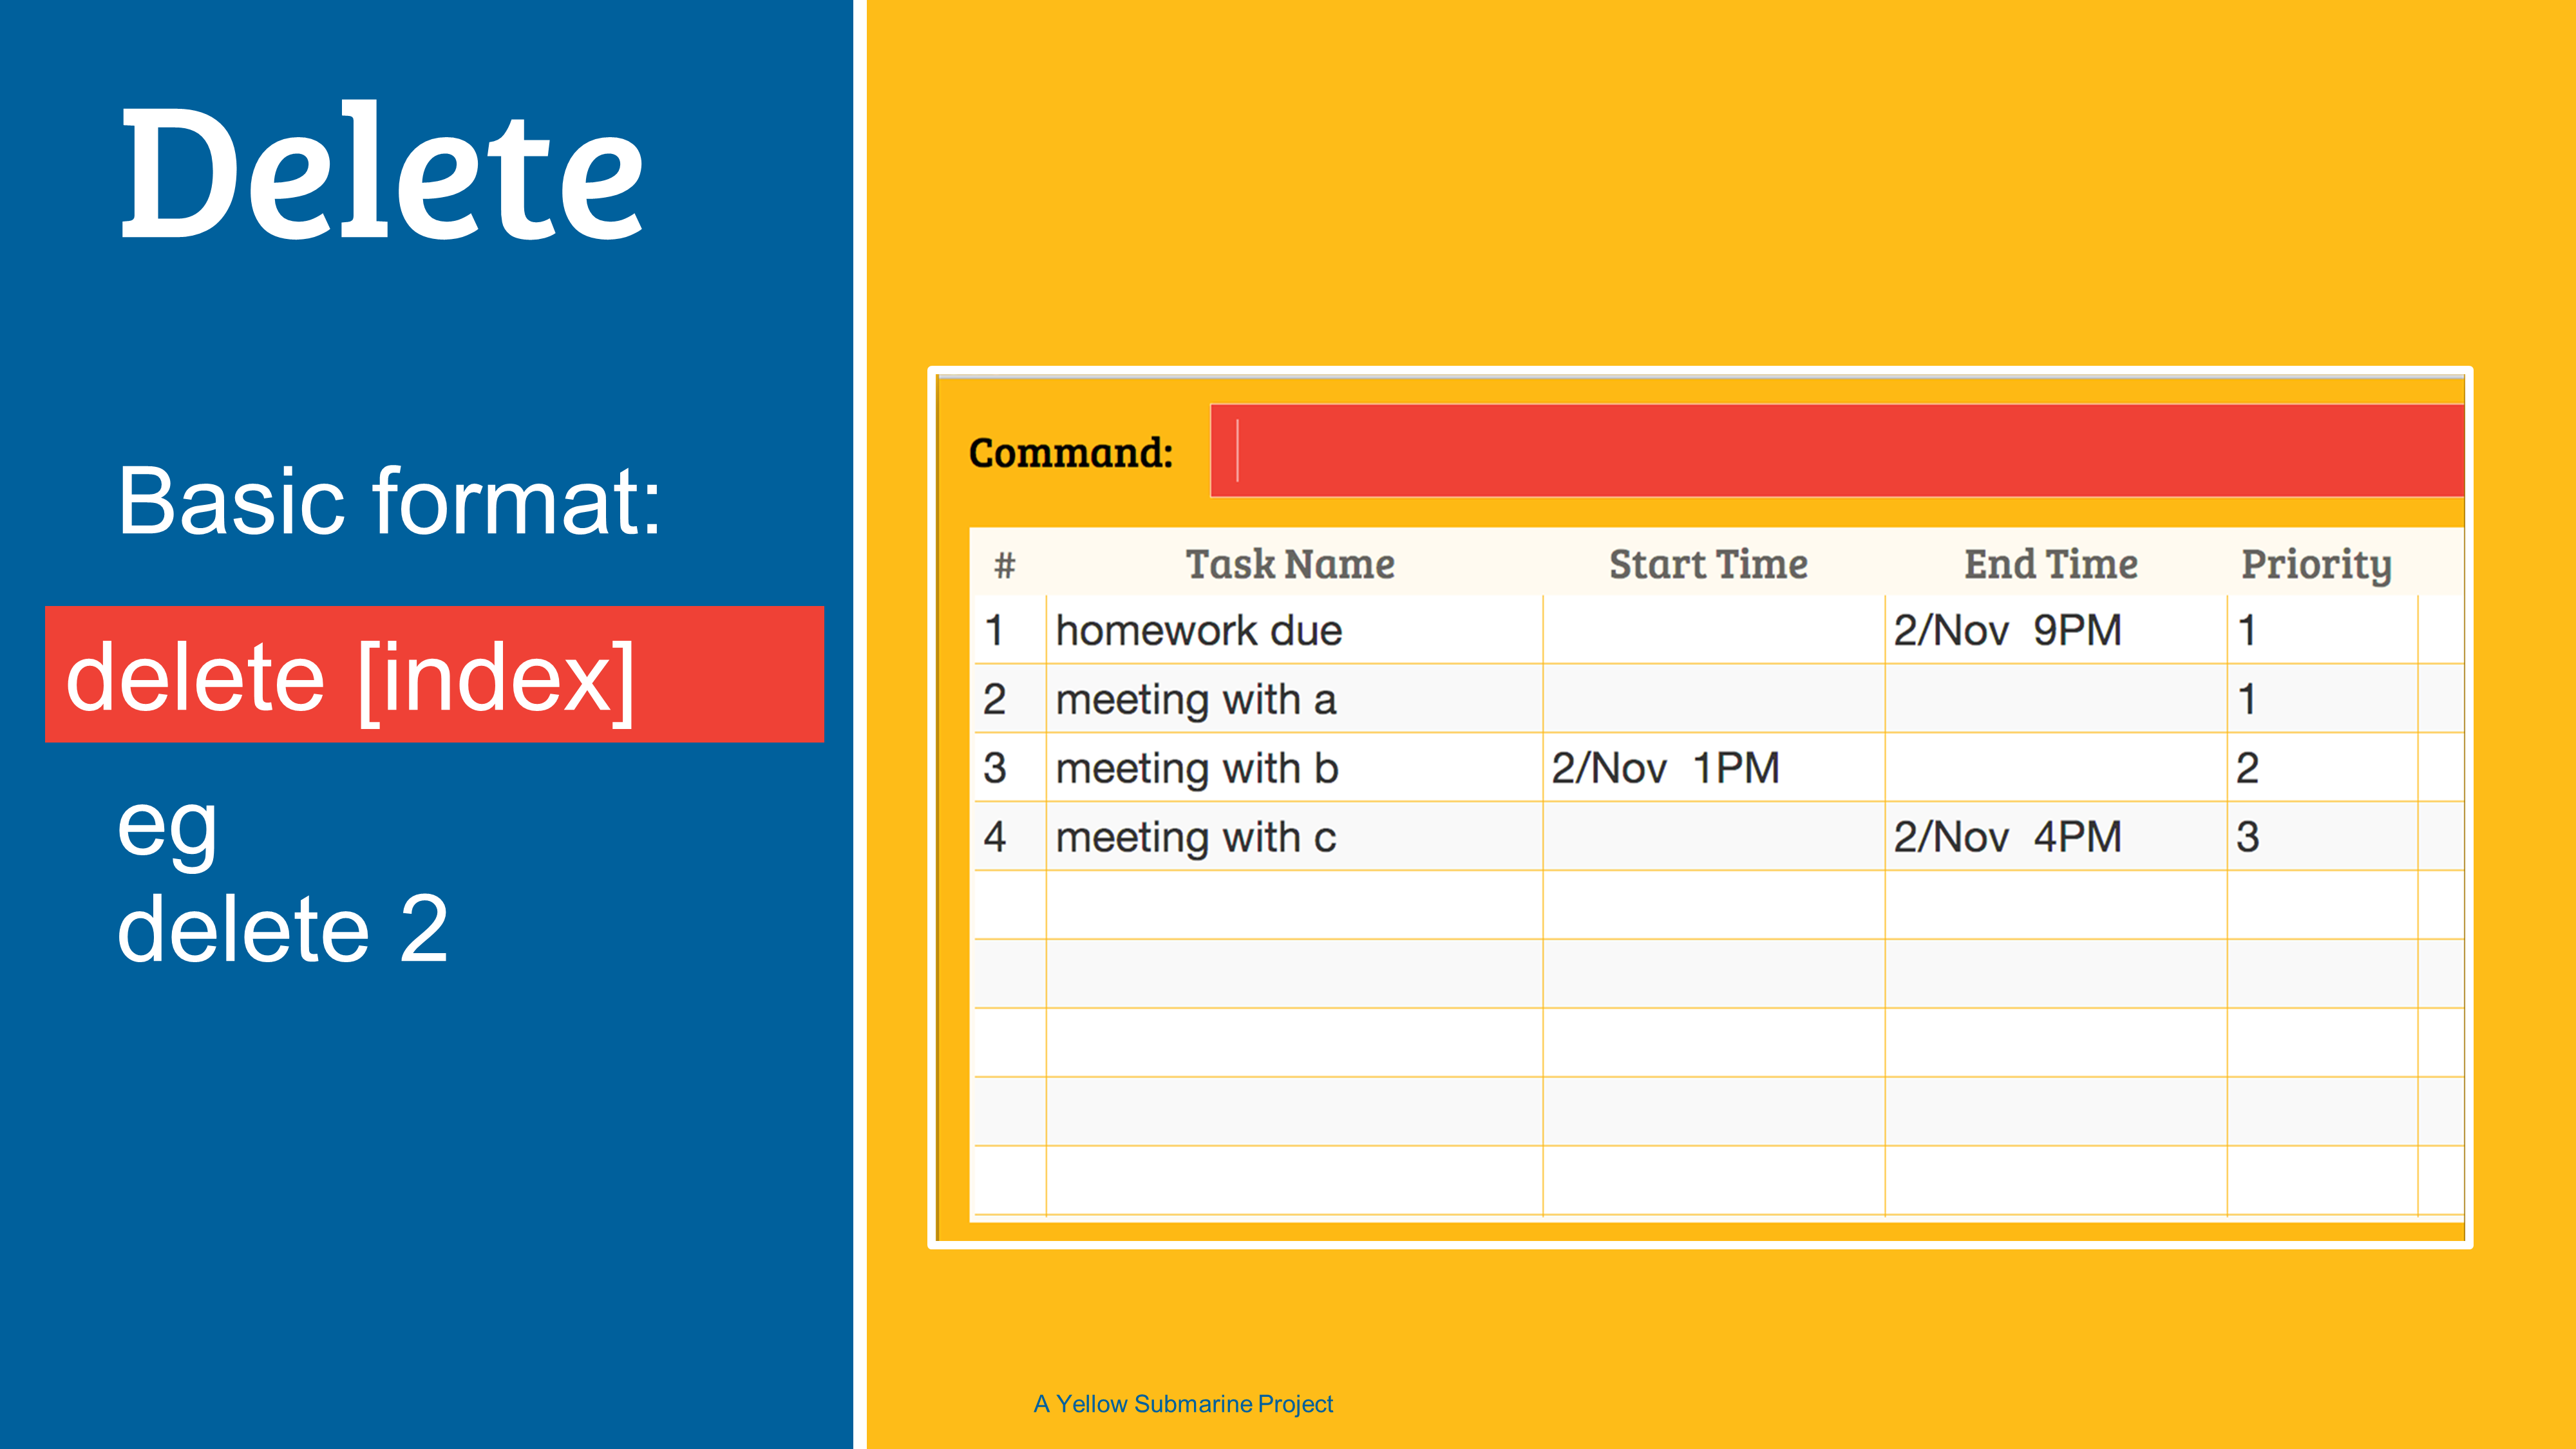 Delete
Basic format:
delete [index]
eg
delete 2
Command:
# Task Name Start Time End Time Priority
1 homework due 2/Nov 9PM 1
2 meeting with a 1
3 meeting with b 2/Nov 1PM 2
4 meeting with c 2/Nov 4PM 3
A Yellow Submarine Project